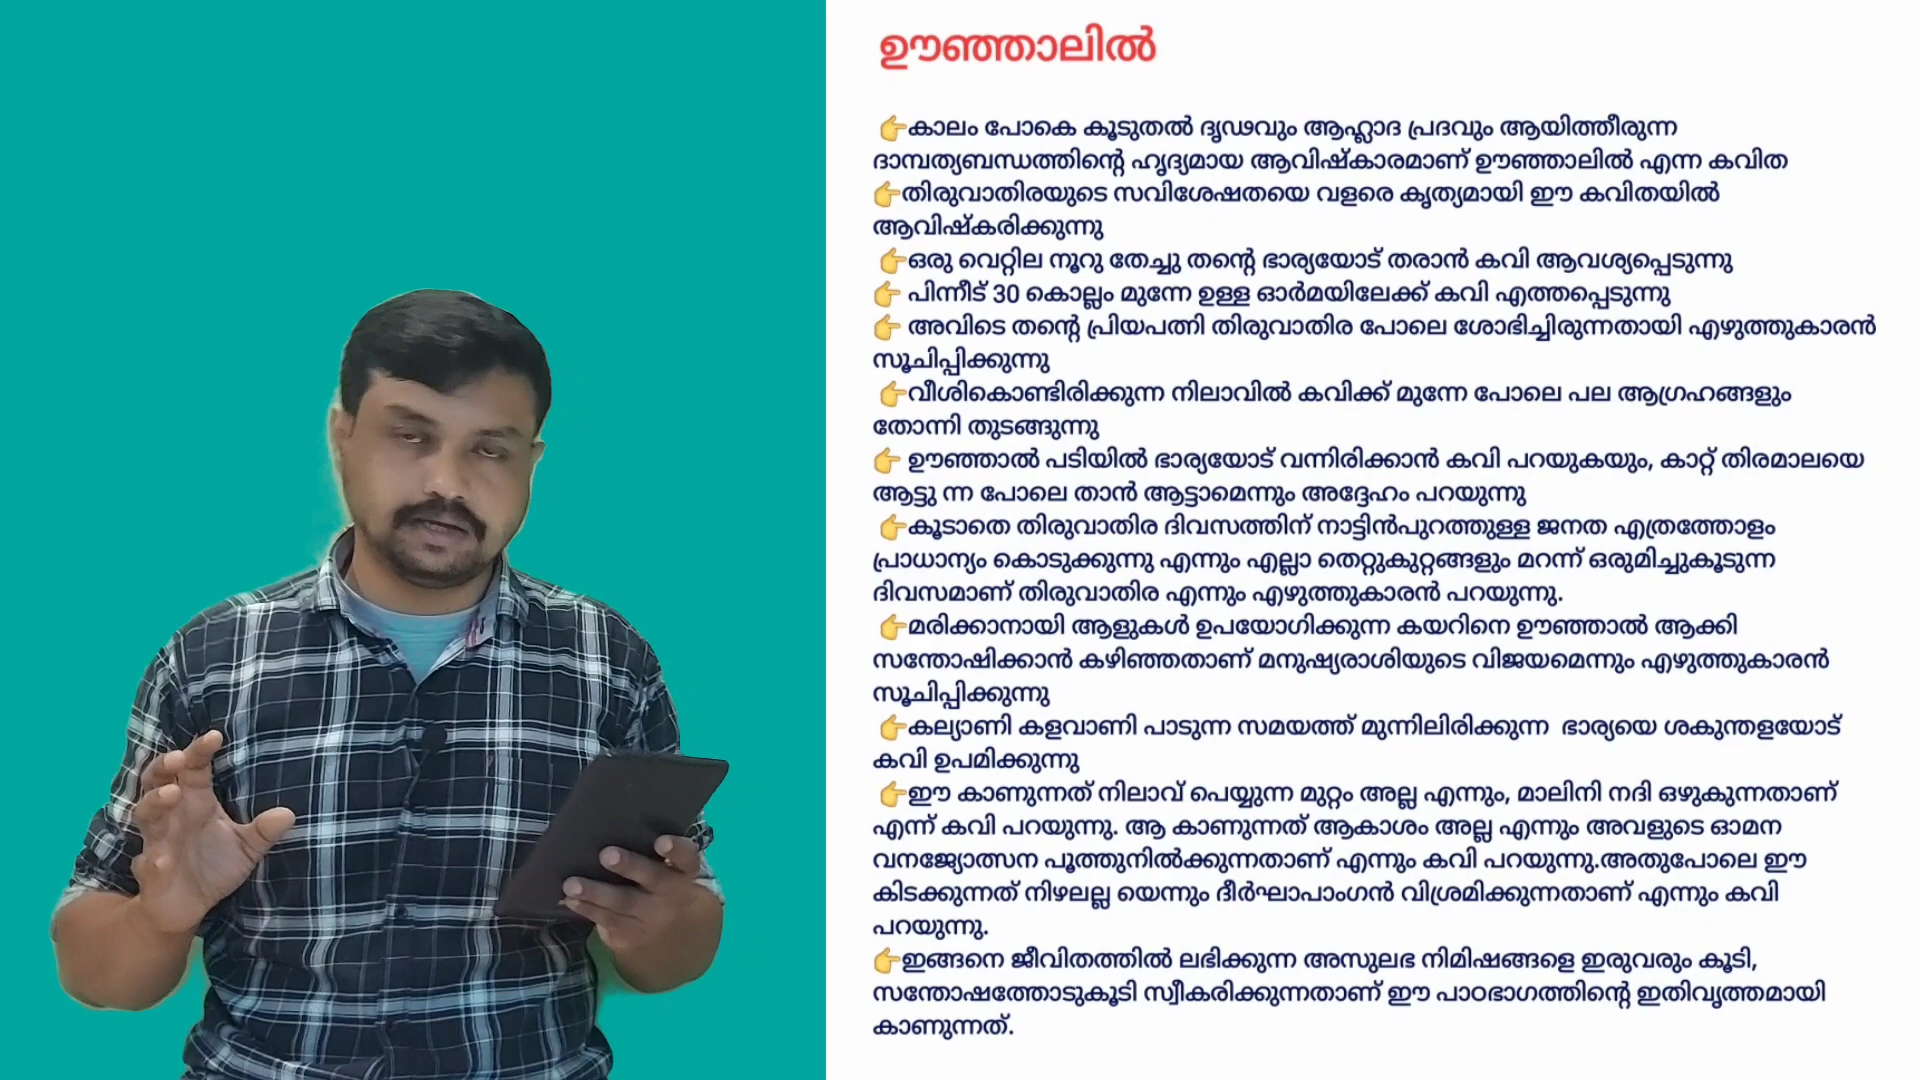 ഊഞ്ഞാലിൽ
👉കാലം പോകെ കൂടുതൽ ദൃഢവും ആഹ്ലാദ പ്രദവും ആയിത്തീരുന്ന
ദാമ്പത്യബന്ധത്തിന്റെ ഹൃദ്യമായ ആവിഷ്കാരമാണ് ഊഞ്ഞാലിൽ എന്ന കവിത
👉തിരുവാതിരയുടെ സവിശേഷതയെ വളരെ കൃത്യമായി ഈ കവിതയിൽ
ആവിഷ്കരിക്കുന്നു
👉ഒരു വെറ്റില നൂറു തേച്ചു തന്റെ ഭാര്യയോട് തരാൻ കവി ആവശ്യപ്പെടുന്നു
👉 പിന്നീട് 30 കൊല്ലം മുന്നേ ഉള്ള ഓർമയിലേക്ക് കവി എത്തപ്പെടുന്നു
👉 അവിടെ തന്റെ പ്രിയപത്നി തിരുവാതിര പോലെ ശോഭിച്ചിരുന്നതായി എഴുത്തുകാരൻ
സൂചിപ്പിക്കുന്നു
👉വീശികൊണ്ടിരിക്കുന്ന നിലാവിൽ കവിക്ക് മുന്നേ പോലെ പല ആഗ്രഹങ്ങളും
തോന്നി തുടങ്ങുന്നു
👉 ഊഞ്ഞാൽ പടിയിൽ ഭാര്യയോട് വന്നിരിക്കാൻ കവി പറയുകയും, കാറ്റ് തിരമാലയെ
ആട്ടു ന്ന പോലെ താൻ ആട്ടാമെന്നും അദ്ദേഹം പറയുന്നു
👉കൂടാതെ തിരുവാതിര ദിവസത്തിന് നാട്ടിൻപുറത്തുള്ള ജനത എത്രത്തോളം
പ്രാധാന്യം കൊടുക്കുന്നു എന്നും എല്ലാ തെറ്റുകുറ്റങ്ങളും മറന്ന് ഒരുമിച്ചുകൂടുന്ന
ദിവസമാണ് തിരുവാതിര എന്നും എഴുത്തുകാരൻ പറയുന്നു.
👉മരിക്കാനായി ആളുകൾ ഉപയോഗിക്കുന്ന കയറിനെ ഊഞ്ഞാൽ ആക്കി
സന്തോഷിക്കാൻ കഴിഞ്ഞതാണ് മനുഷ്യരാശിയുടെ വിജയമെന്നും എഴുത്തുകാരൻ
സൂചിപ്പിക്കുന്നു
👉കല്യാണി കളവാണി പാടുന്ന സമയത്ത് മുന്നിലിരിക്കുന്ന ഭാര്യയെ ശകുന്തളയോട്
കവി ഉപമിക്കുന്നു
👉ഈ കാണുന്നത് നിലാവ് പെയ്യുന്ന മുറ്റം അല്ല എന്നും, മാലിനി നദി ഒഴുകുന്നതാണ്
എന്ന് കവി പറയുന്നു. ആ കാണുന്നത് ആകാശം അല്ല എന്നും അവളുടെ ഓമന
വനജ്യോത്സന പൂത്തുനിൽക്കുന്നതാണ് എന്നും കവി പറയുന്നു.അതുപോലെ ഈ
കിടക്കുന്നത് നിഴലല്ല യെന്നും ദീർഘാപാംഗൻ വിശ്രമിക്കുന്നതാണ് എന്നും കവി
പറയുന്നു.
👉ഇങ്ങനെ ജീവിതത്തിൽ ലഭിക്കുന്ന അസുലഭ നിമിഷങ്ങളെ ഇരുവരും കൂടി,
സന്തോഷത്തോടുകൂടി സ്വീകരിക്കുന്നതാണ് ഈ പാഠഭാഗത്തിന്റെ ഇതിവൃത്തമായി
കാണുന്നത്.